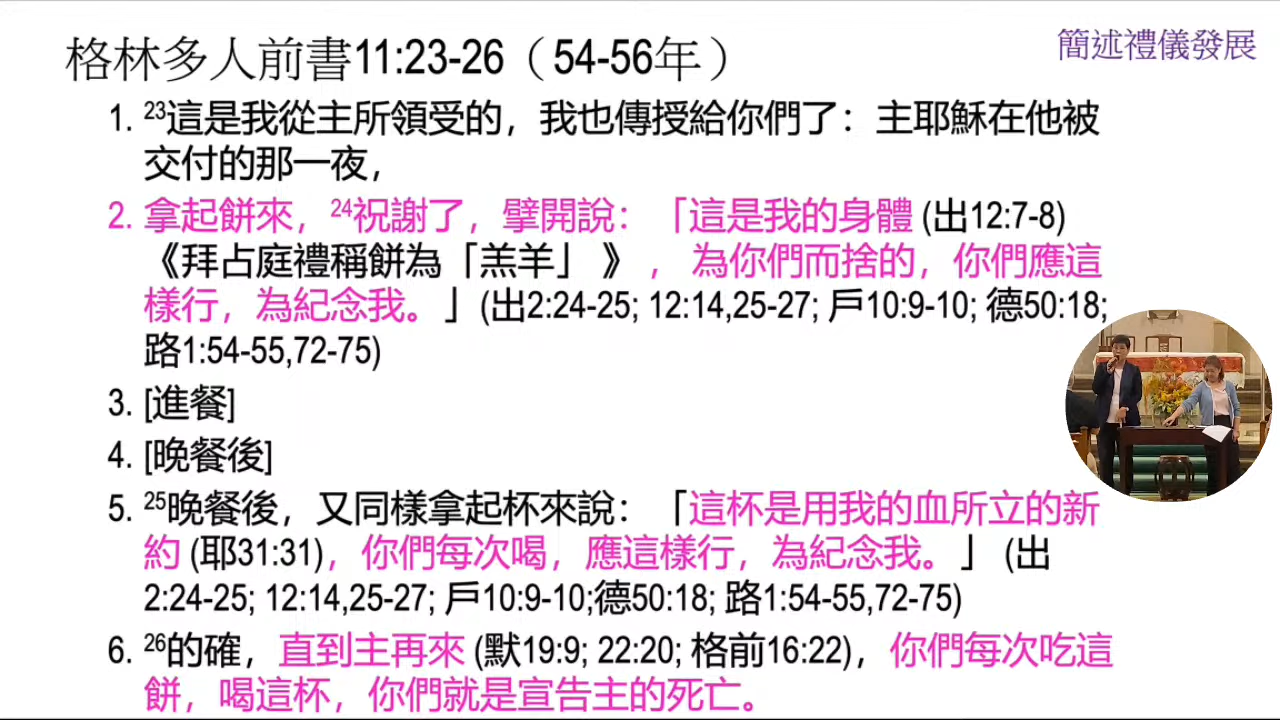 簡述禮儀發展
格林多人前書11:23-26（54-56年）
1. 23這是我從主所領受的，我也傳授給你們了：主耶穌在他被
交付的那一夜，
2. 拿起餅來，24祝謝了，擘開說：「這是我的身體 (出12:7-8)
《拜占庭禮稱餅為「羔羊」 》 ， 為你們而捨的，你們應這
樣行，為紀念我。」(出2:24-25; 12:14,25-27; 戶10:9-10; 德50:18;
路1:54-55,72-75)
3. [進餐]
4. [晚餐後]
5. 25晚餐後，又同樣拿起杯來說：「這杯是用我的血所立的新
約 (耶31:31)，你們每次喝，應這樣行，為紀念我。」 (出
2:24-25; 12:14,25-27; 戶10:9-10;德50:18; 路1:54-55,72-75)
6. 26的確，直到主再來 (默19:9; 22:20; 格前16:22)，你們每次吃這
餅，喝這杯，你們就是宣告主的死亡。